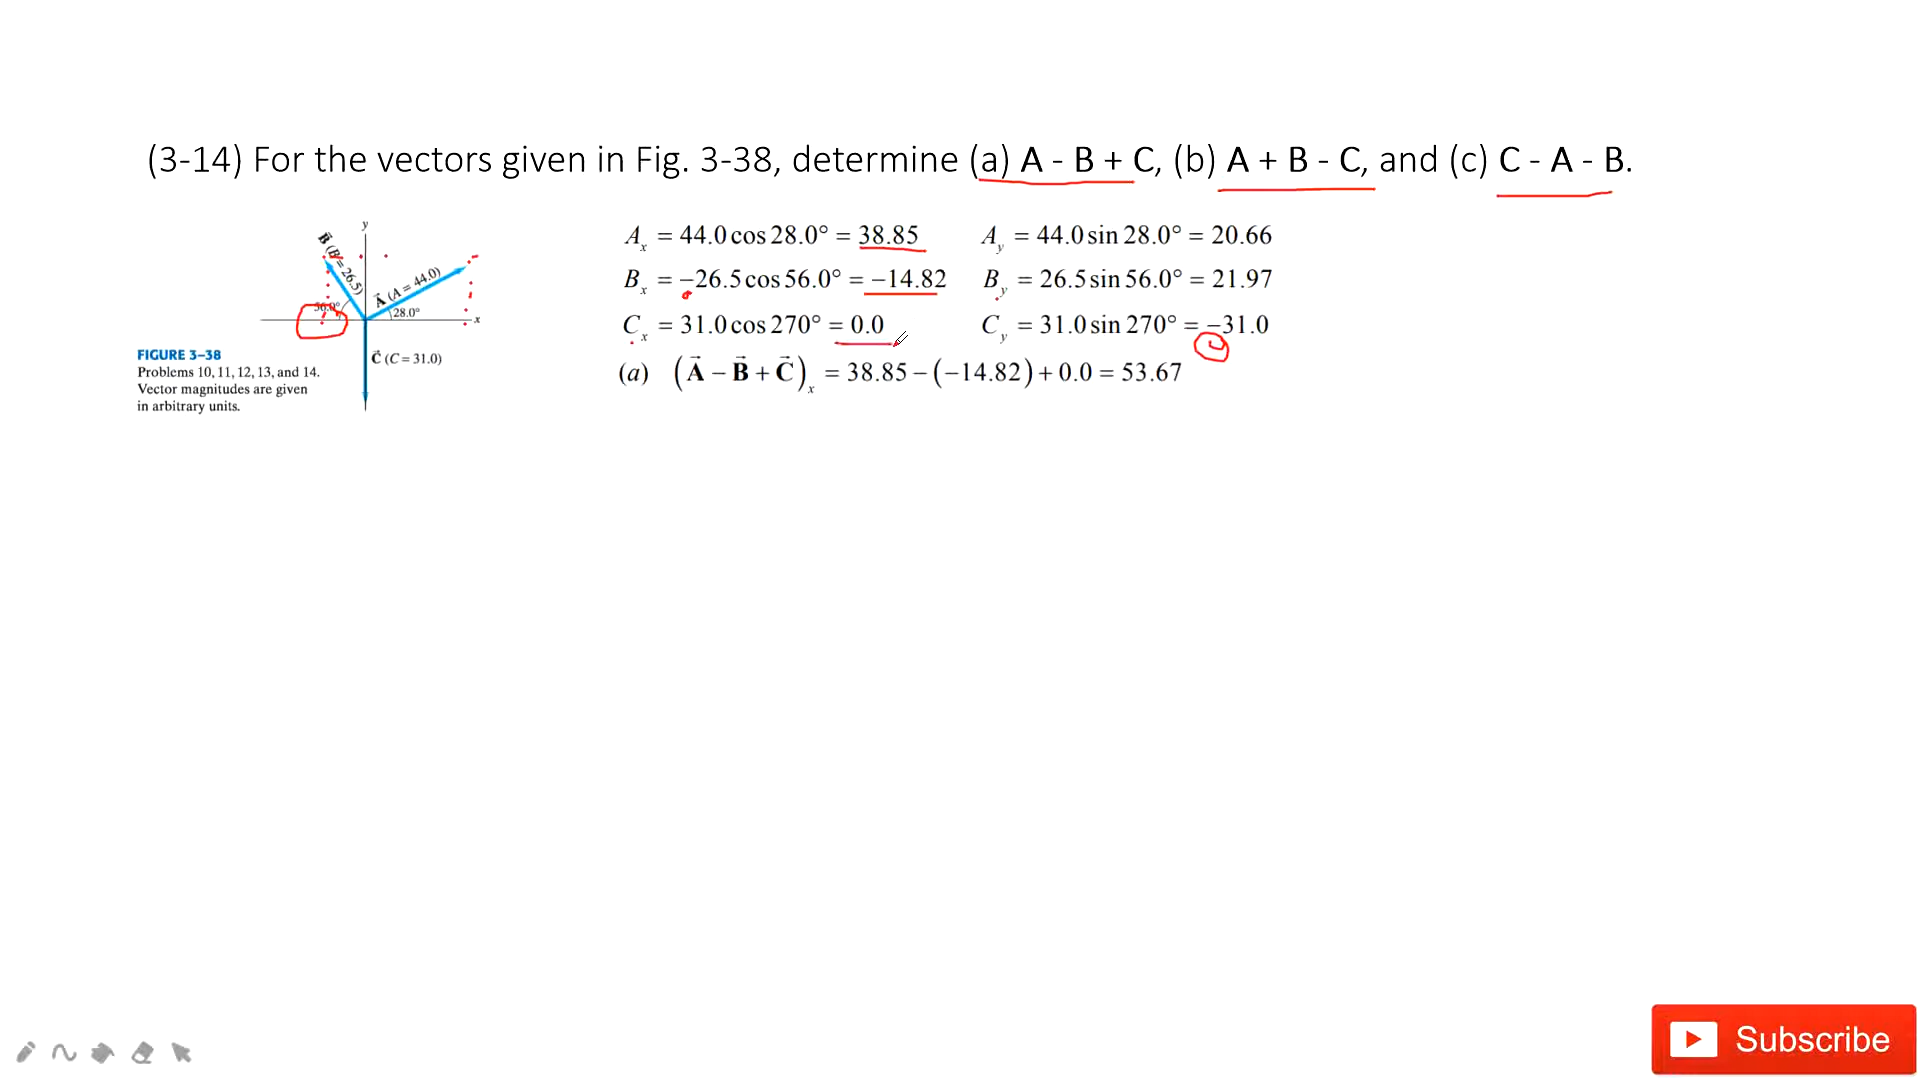 (3-14) For the vectors given in Fig. 3-38, determine (a) A - B + C, (b) A + B - C, and (c) C - A - B.
y
B⃗ (B = 26.5)
A⃗ (A = 44.0)
56.0°
28.0°
x
C⃗ (C = 31.0)
FIGURE 3–38
Problems 10, 11, 12, 13, and 14.
Vector magnitudes are given
in arbitrary units.
Aₓ = 44.0 cos 28.0° = 38.85 A_y = 44.0 sin 28.0° = 20.66
Bₓ = −26.5 cos 56.0° = −14.82 B_y = 26.5 sin 56.0° = 21.97
Cₓ = 31.0 cos 270° = 0.0 C_y = 31.0 sin 270° = −31.0
(a) (A⃗ − B⃗ + C⃗)ₓ = 38.85 − (−14.82) + 0.0 = 53.67
Subscribe